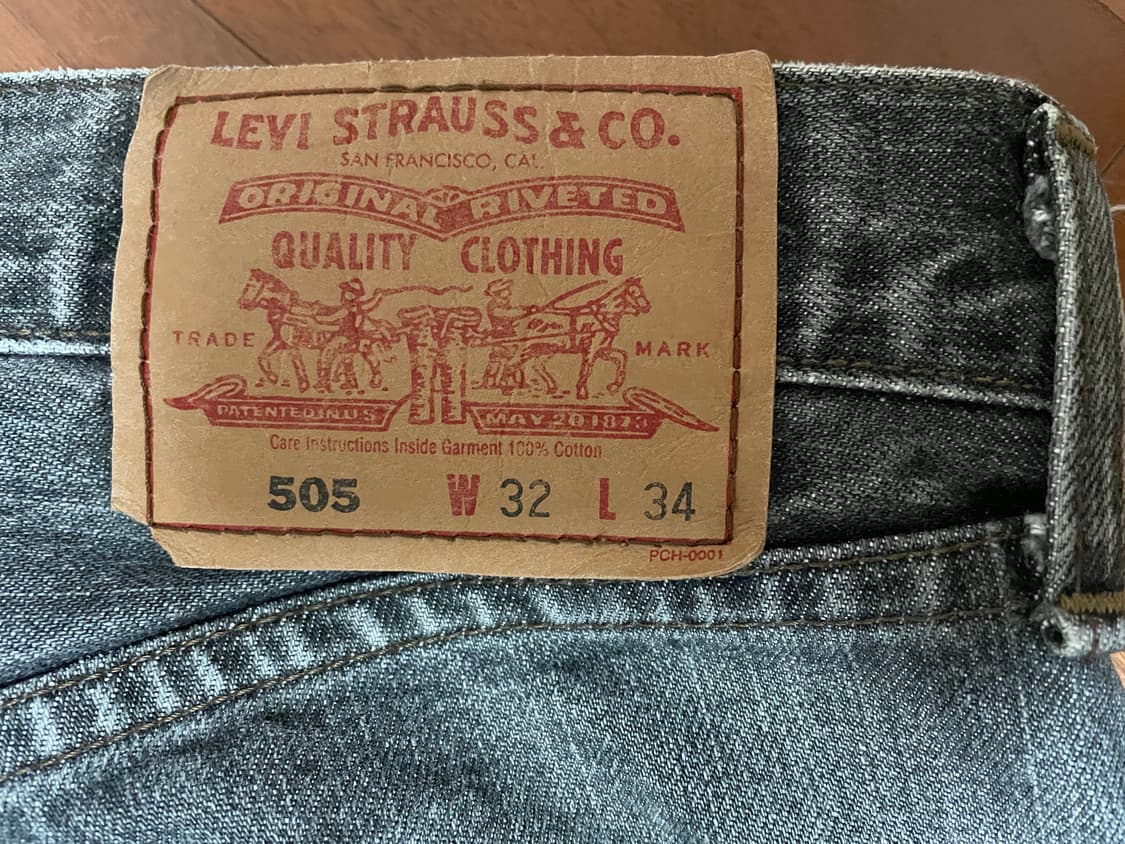 LEVI STRAUSS & CO.
SAN FRANCISCO, CAL.
ORIGINAL RIVETED
QUALITY CLOTHING
TRADE MARK
PATENTED IN U.S. MAY 20 1873
Care Instructions Inside Garment 100% Cotton
505 W 32 L 34
PCH-0001